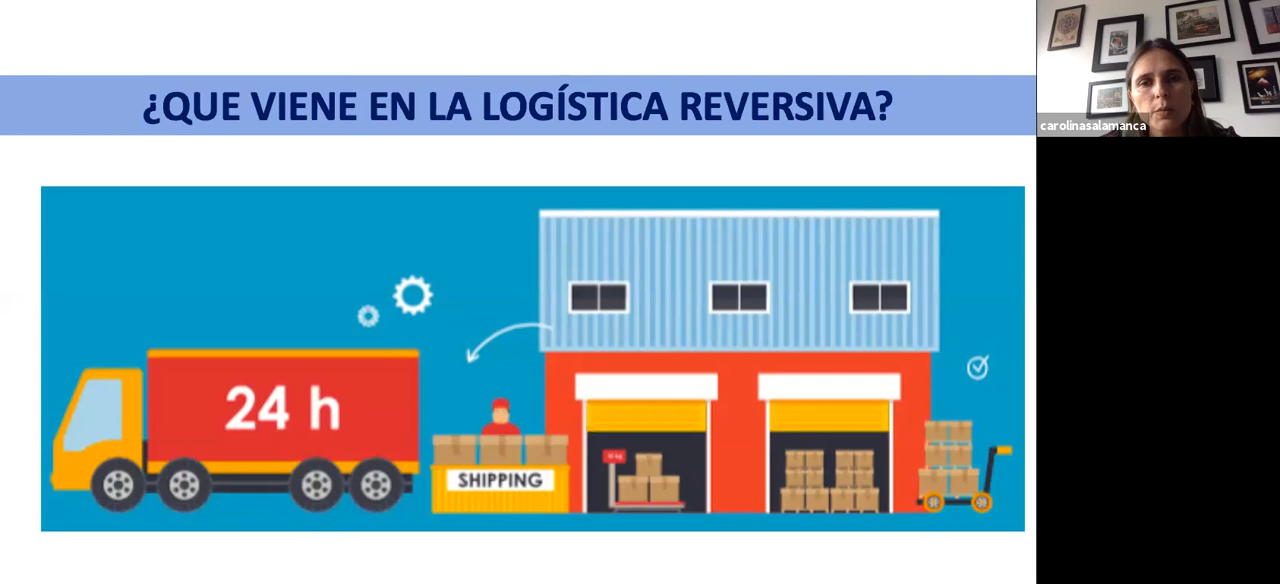 ¿QUE VIENE EN LA LOGÍSTICA REVERSIVA?
carolinasalamanca
24 h
SHIPPING